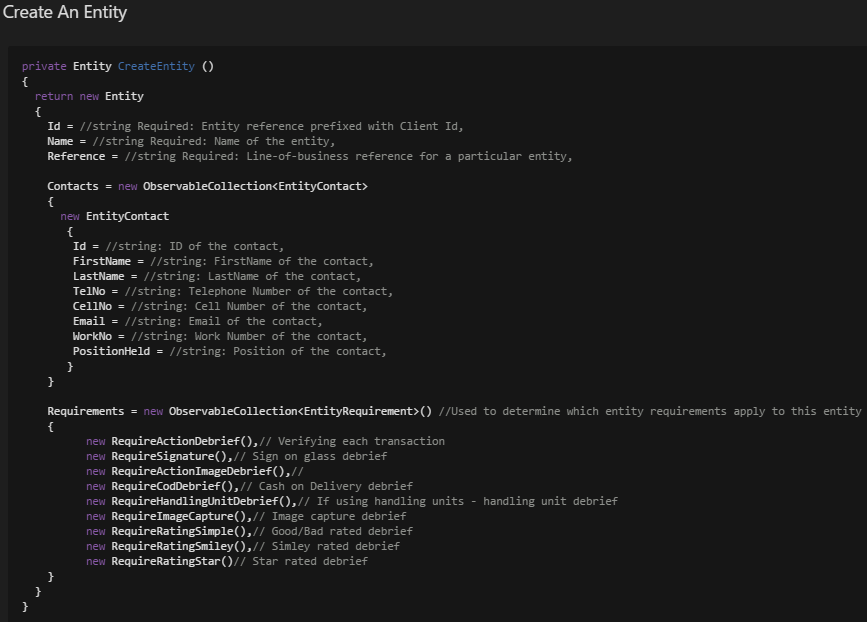 Create An Entity
private Entity CreateEntity ()
{
return new Entity
{
Id = //string Required: Entity reference prefixed with Client Id,
Name = //string Required: Name of the entity,
Reference = //string Required: Line-of-business reference for a particular entity,
Contacts = new ObservableCollection<EntityContact>
{
new EntityContact
{
Id = //string: ID of the contact,
FirstName = //string: FirstName of the contact,
LastName = //string: LastName of the contact,
TelNo = //string: Telephone Number of the contact,
CellNo = //string: Cell Number of the contact,
Email = //string: Email of the contact,
WorkNo = //string: Work Number of the contact,
PositionHeld = //string: Position of the contact,
}
}
Requirements = new ObservableCollection<EntityRequirement>() //Used to determine which entity requirements apply to this entity
{
new RequireActionDebrief(),// Verifying each transaction
new RequireSignature(),// Sign on glass debrief
new RequireActionImageDebrief(),//
new RequireCodDebrief(),// Cash on Delivery debrief
new RequireHandlingUnitDebrief(),// If using handling units - handling unit debrief
new RequireImageCapture(),// Image capture debrief
new RequireRatingSimple(),// Good/Bad rated debrief
new RequireRatingSmiley(),// Simley rated debrief
new RequireRatingStar()// Star rated debrief
}
}
}